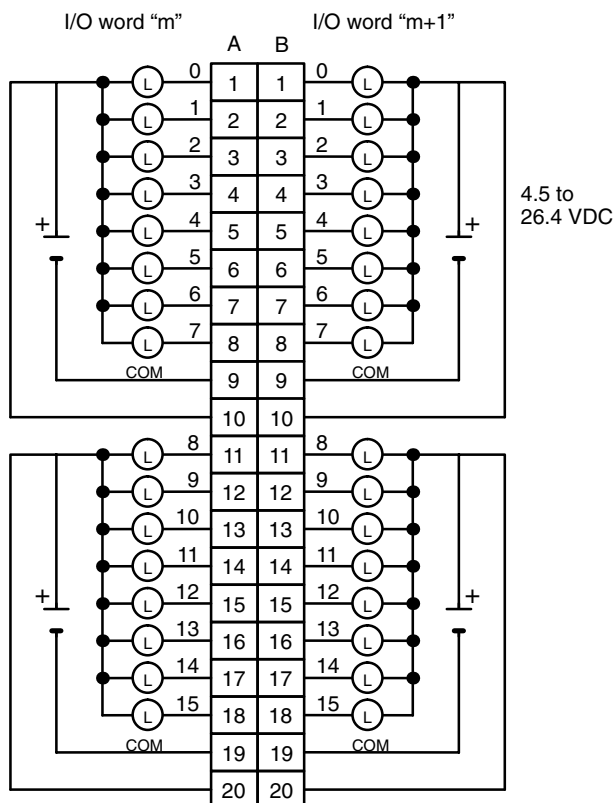 I/O word “m” I/O word “m+1”
A B
L 0 1 1 0 L
L 1 2 2 1 L
L 2 3 3 2 L
L 3 4 4 3 L
+ L 4 5 5 4 L +
L 5 6 6 5 L
L 6 7 7 6 L
L 7 8 8 7 L
COM 9 9 COM
10 10
4.5 to
26.4 VDC
L 8 11 11 8 L
L 9 12 12 9 L
L 10 13 13 10 L
L 11 14 14 11 L
+ L 12 15 15 12 L +
L 13 16 16 13 L
L 14 17 17 14 L
L 15 18 18 15 L
COM 19 19 COM
20 20